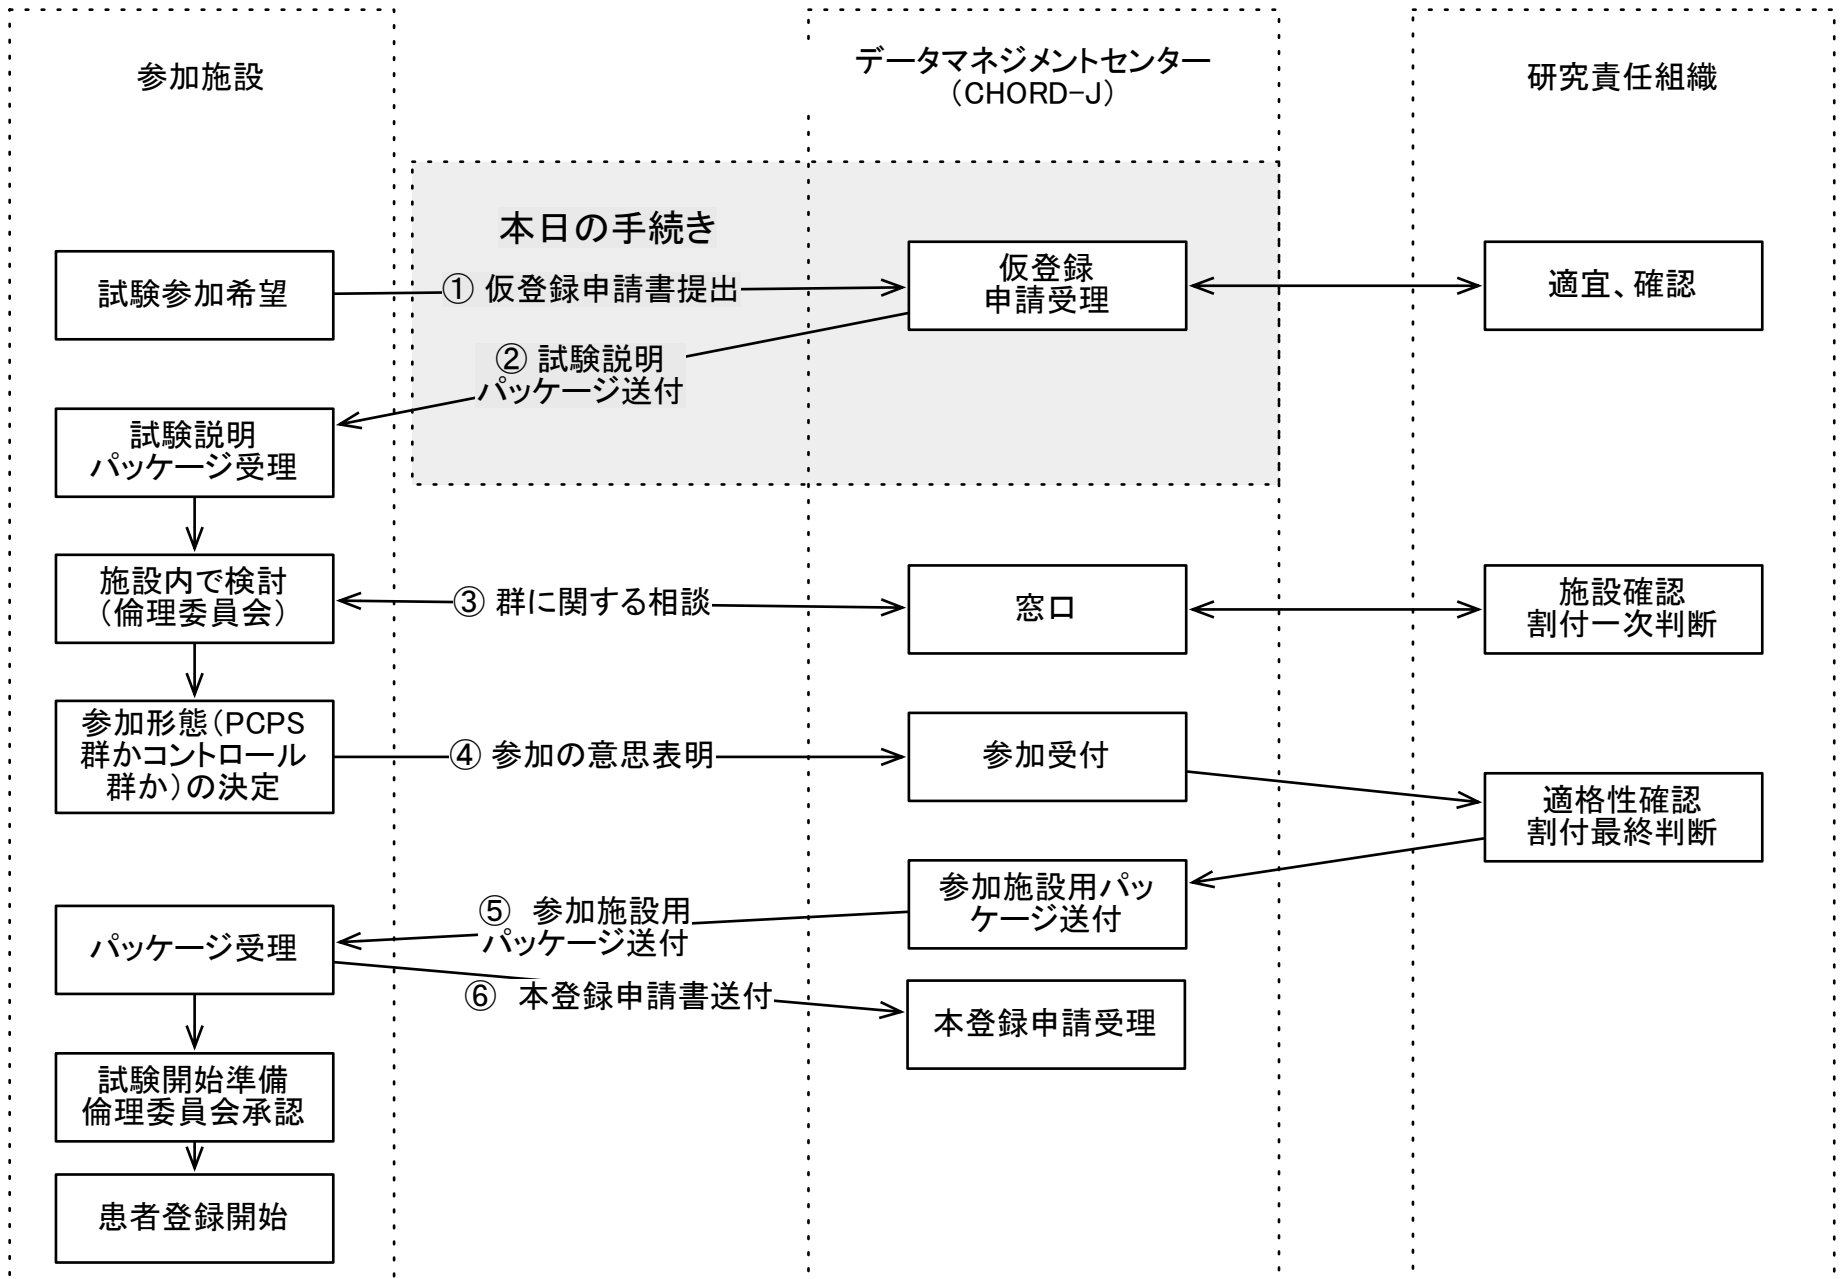 参加施設
データマネジメントセンター
（CHORD-J）
研究責任組織
本日の手続き
試験参加希望
① 仮登録申請書提出
仮登録
申請受理
適宜、確認
② 試験説明
パッケージ送付
試験説明
パッケージ受理
施設内で検討
（倫理委員会）
③ 群に関する相談
窓口
施設確認
割付一次判断
参加形態（PCPS
群かコントロール
群か）の決定
④ 参加の意思表明
参加受付
適格性確認
割付最終判断
参加施設用パッ
ケージ送付
⑤ 参加施設用
パッケージ送付
パッケージ受理
⑥ 本登録申請書送付
本登録申請受理
試験開始準備
倫理委員会承認
患者登録開始